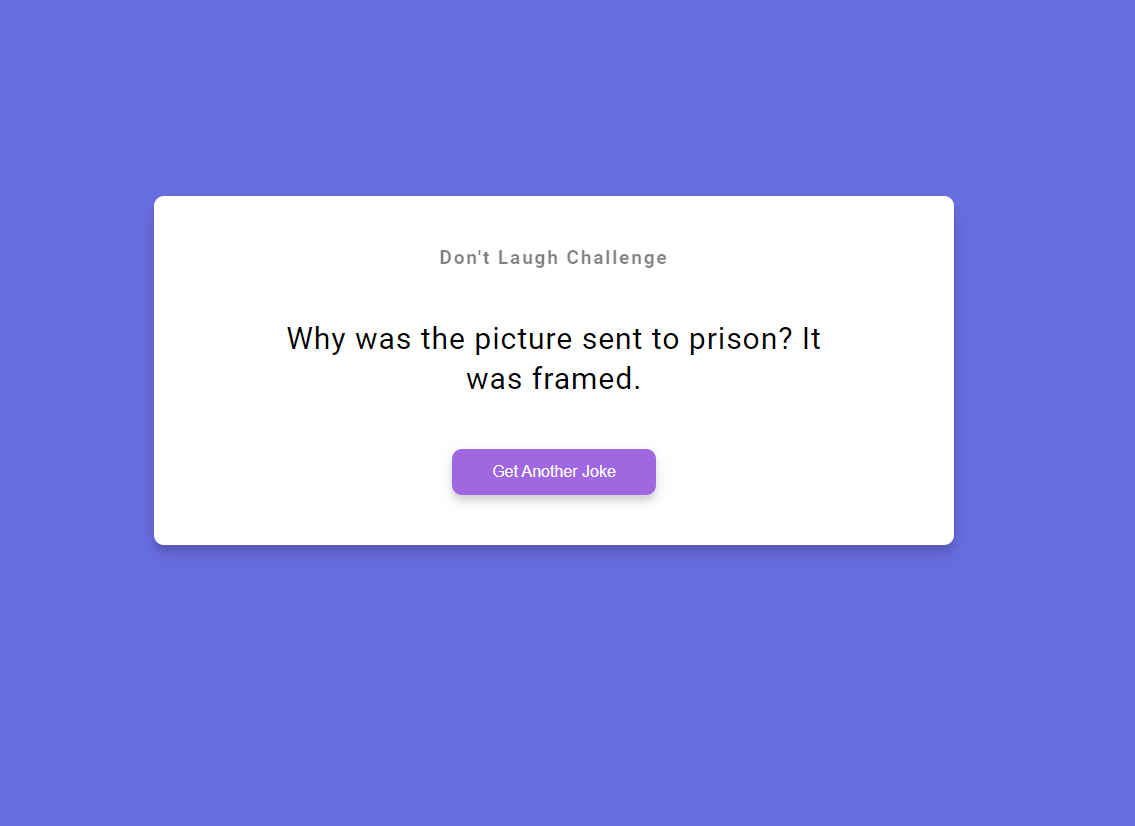 Don't Laugh Challenge
Why was the picture sent to prison? It
was framed.
Get Another Joke